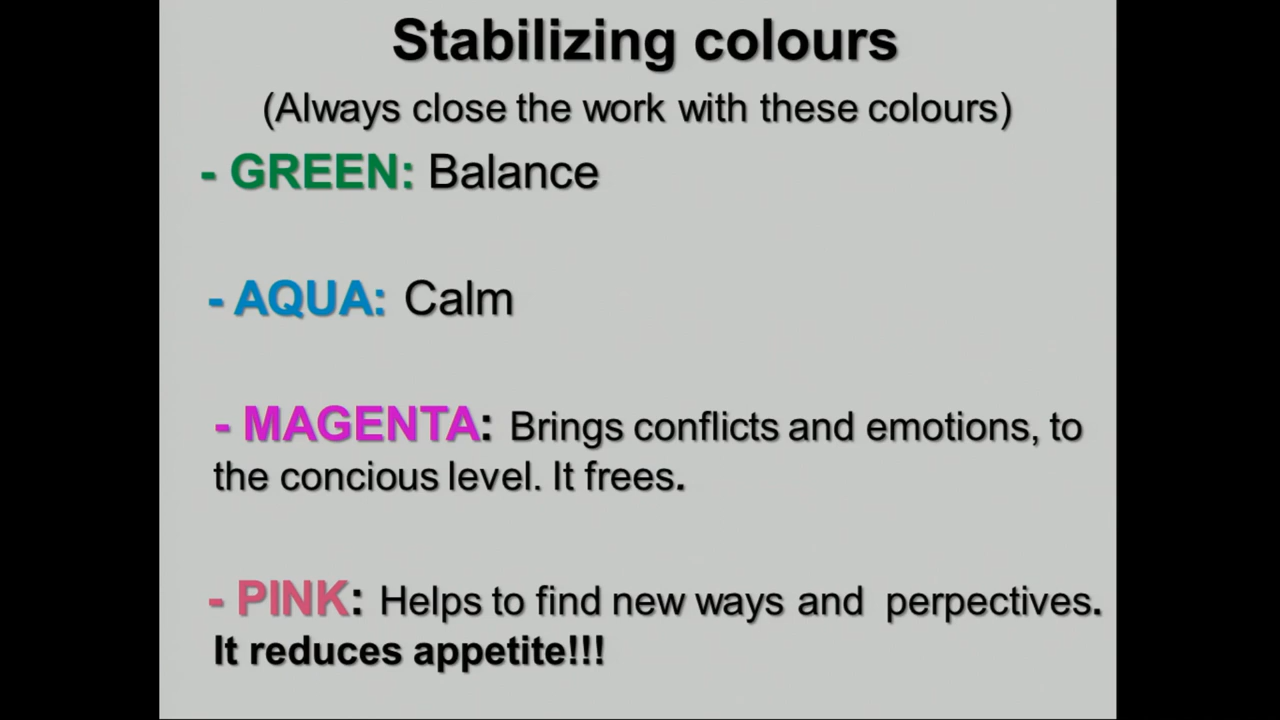 Stabilizing colours
(Always close the work with these colours)
- GREEN: Balance
- AQUA: Calm
- MAGENTA: Brings conflicts and emotions, to
the concious level. It frees.
- PINK: Helps to find new ways and perpectives.
It reduces appetite!!!